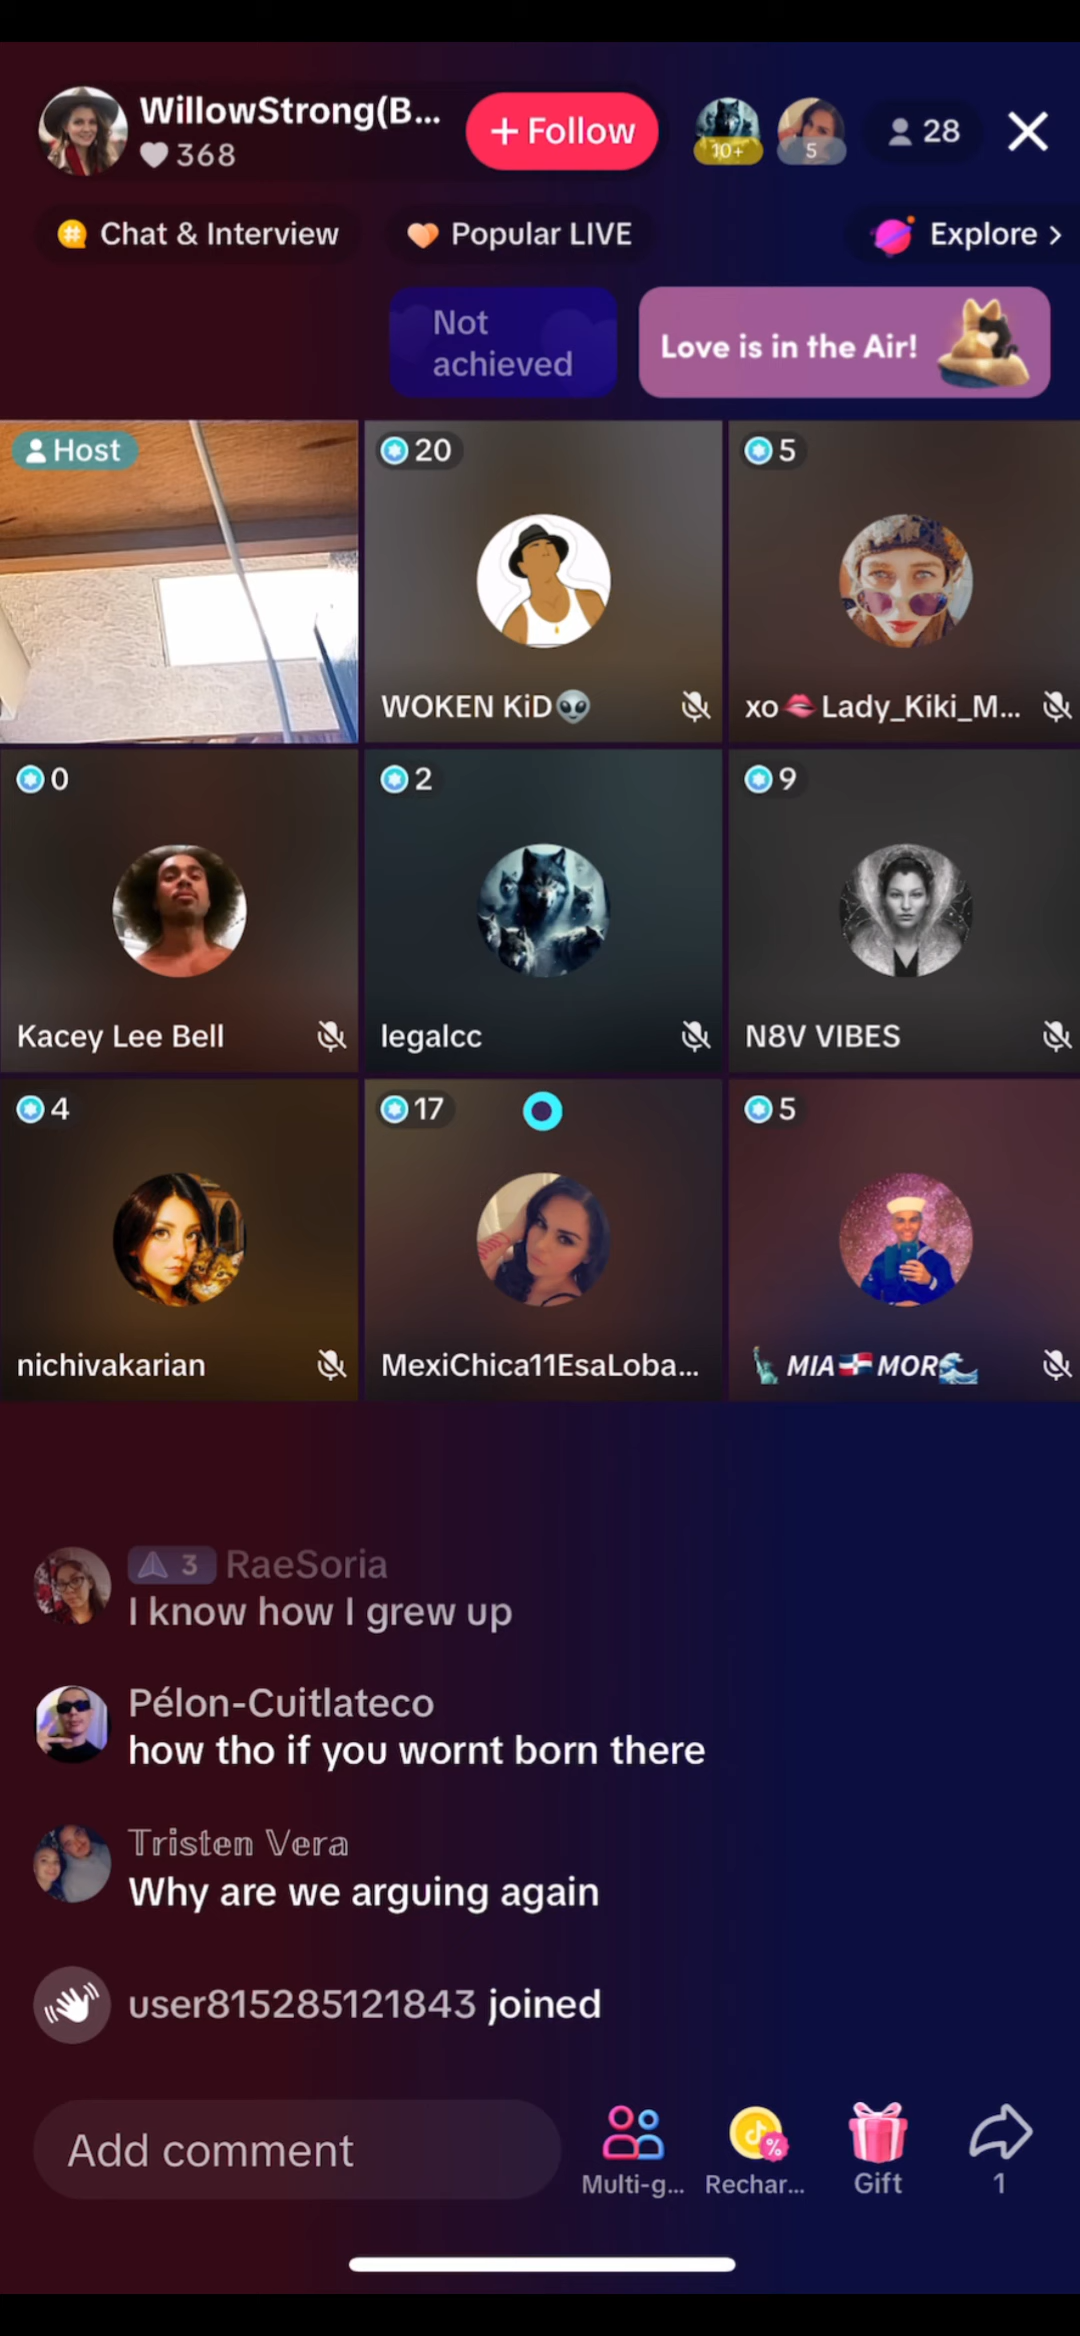 WillowStrong(B...
368
+ Follow
10+
5
28
Chat & Interview
Popular LIVE
Explore >
Not
achieved
Love is in the Air!
Host
20
5
WOKEN KiD👽
xo💋Lady_Kiki_M...
0
2
9
Kacey Lee Bell
legalcc
N8V VIBES
4
17
5
nichivakarian
MexiChica11EsaLoba...
🗽 MIA🇩🇴MOR🌊
3 RaeSoria
I know how I grew up
Pélon-Cuitlateco
how tho if you wornt born there
𝕋risten 𝕍era
Why are we arguing again
user815285121843 joined
Add comment
Multi-g...
Rechar...
Gift
1